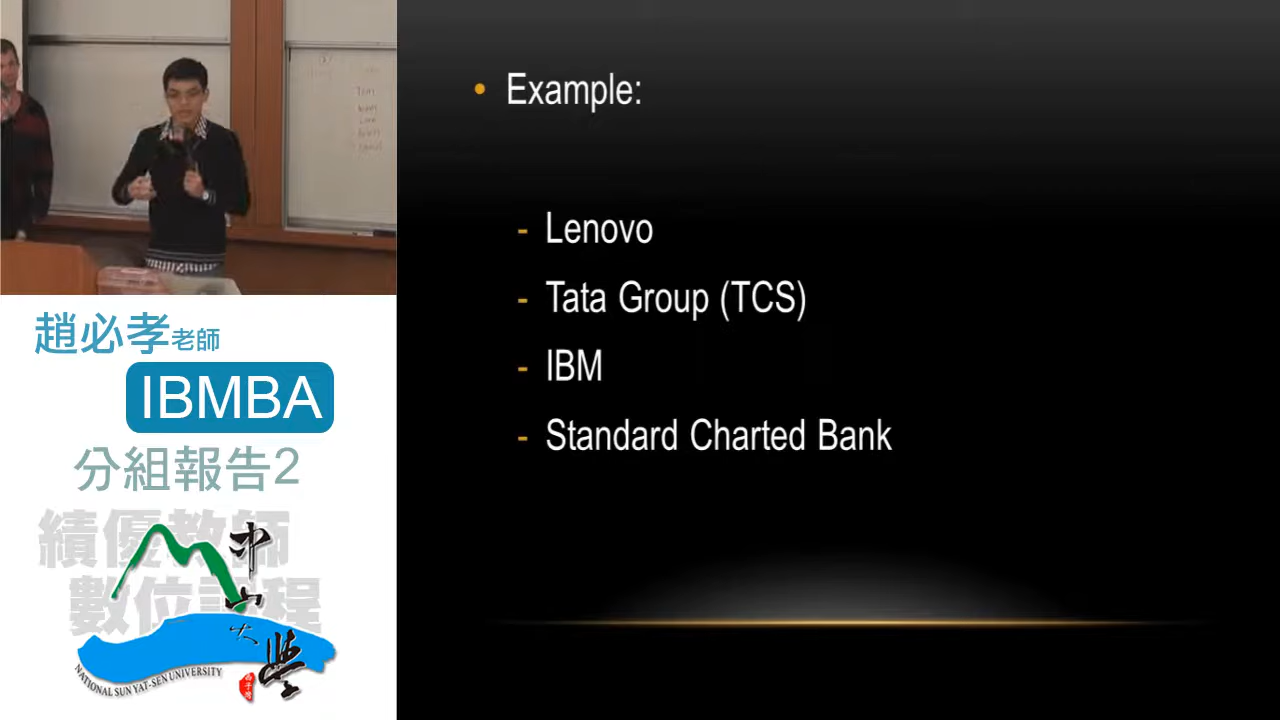 趙必孝老師
IBMBA
分組報告2
績優教師
數位課程
中山大學
NATIONAL SUN YAT-SEN UNIVERSITY
• Example:
- Lenovo
- Tata Group (TCS)
- IBM
- Standard Charted Bank